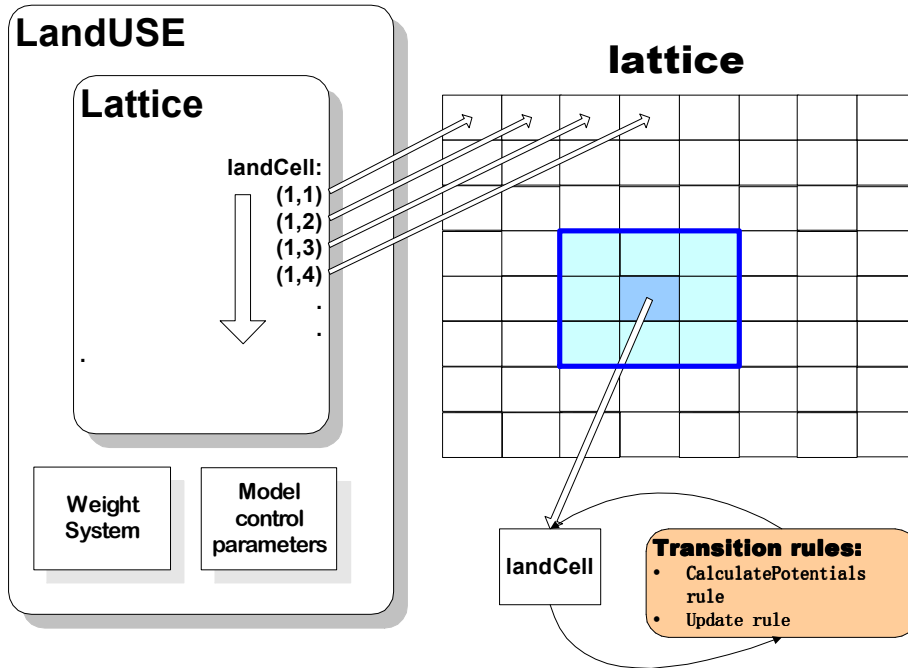 LandUSE
Lattice
landCell:
(1,1)
(1,2)
(1,3)
(1,4)
.
.
.
Weight
System
Model
control
parameters
lattice
landCell
Transition rules:
• CalculatePotentials
rule
• Update rule